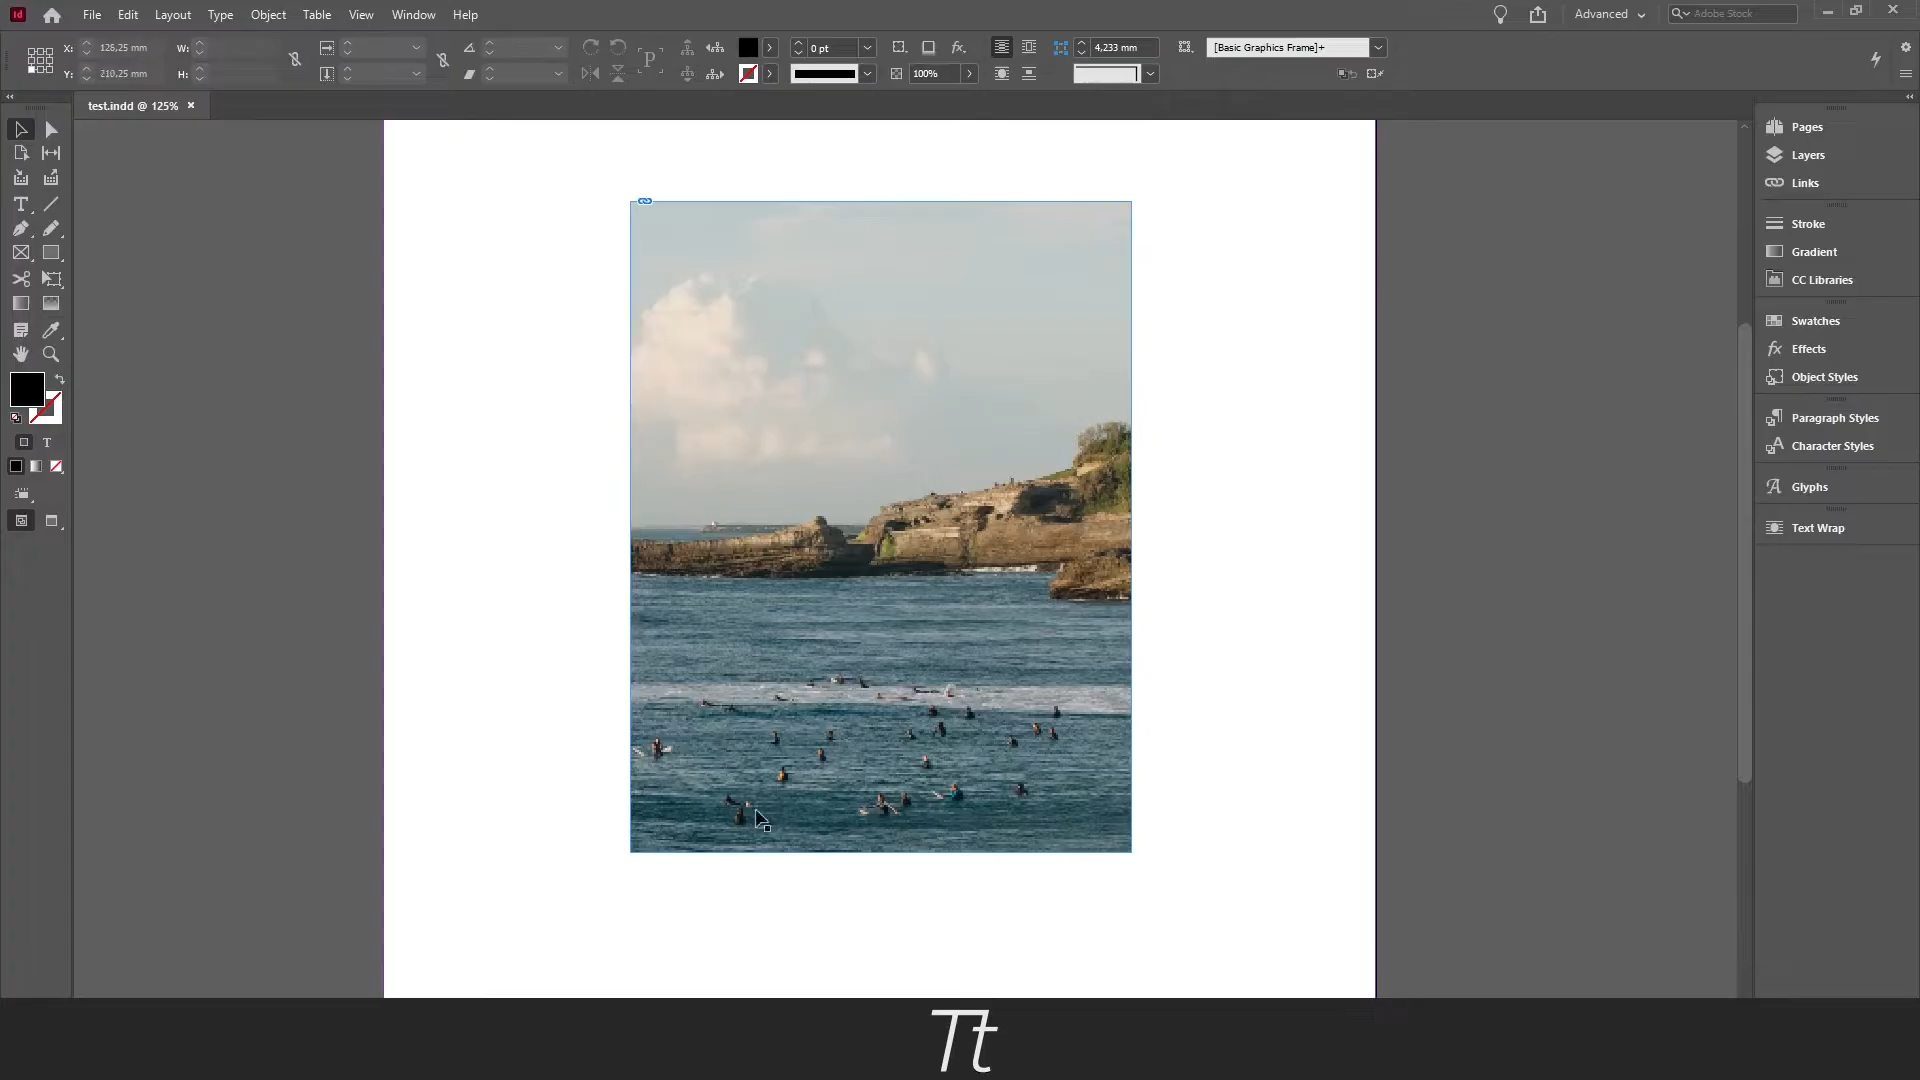 Id File Edit Layout Type Object Table View Window Help Advanced Adobe Stock
X: 126,25 mm W: P 0 pt fx 4,233 mm [Basic Graphics Frame]+
Y: 210,25 mm H: 100%
test.indd @ 125% ×
Pages
Layers
Links
Stroke
Gradient
CC Libraries
Swatches
fx Effects
Object Styles
Paragraph Styles
Character Styles
Glyphs
Text Wrap
T
T
Tt